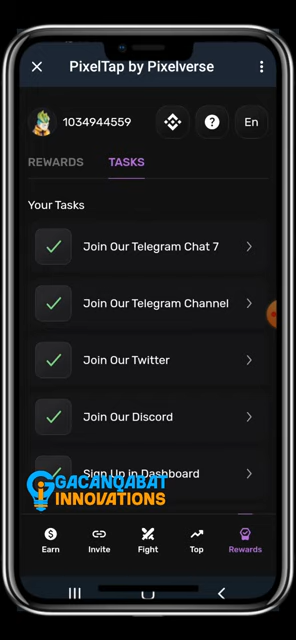 PixelTap by Pixelverse
1034944559
En
REWARDS TASKS
Your Tasks
Join Our Telegram Chat 7
Join Our Telegram Channel
Join Our Twitter
Join Our Discord
Sign Up in Dashboard
GACANQABAT
INNOVATIONS
Earn Invite Fight Top Rewards